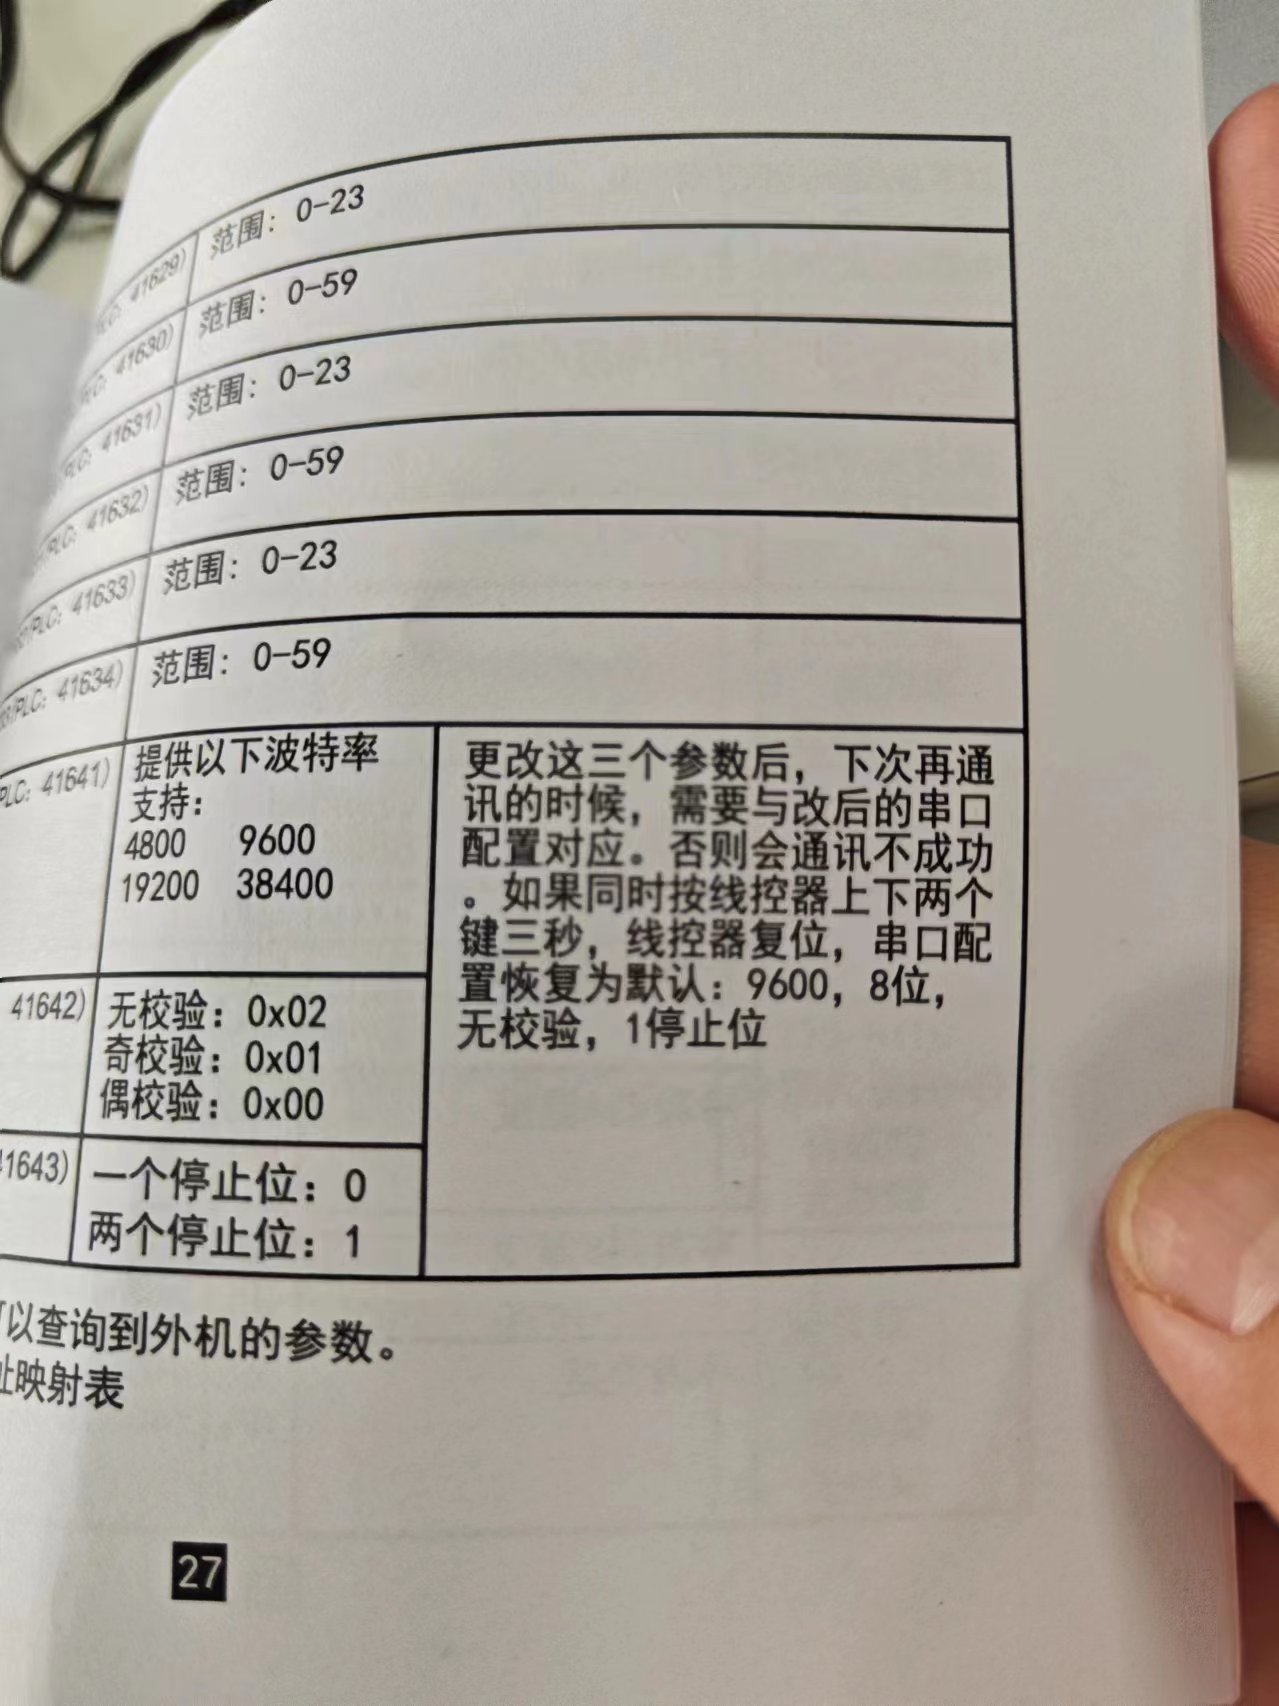 PLC: 41629) 范围: 0-23
PLC: 41630) 范围: 0-59
PLC: 41631) 范围: 0-23
/PLC: 41632) 范围: 0-59
/PLC: 41633) 范围: 0-23
/PLC: 41634) 范围: 0-59
PLC: 41641)
提供以下波特率
支持:
4800 9600
19200 38400
更改这三个参数后，下次再通
讯的时候，需要与改后的串口
配置对应。否则会通讯不成功
。如果同时按线控器上下两个
键三秒，线控器复位，串口配
置恢复为默认: 9600, 8位,
无校验，1停止位
41642)
无校验: 0x02
奇校验: 0x01
偶校验: 0x00
41643)
一个停止位: 0
两个停止位: 1
可以查询到外机的参数。
址映射表
27